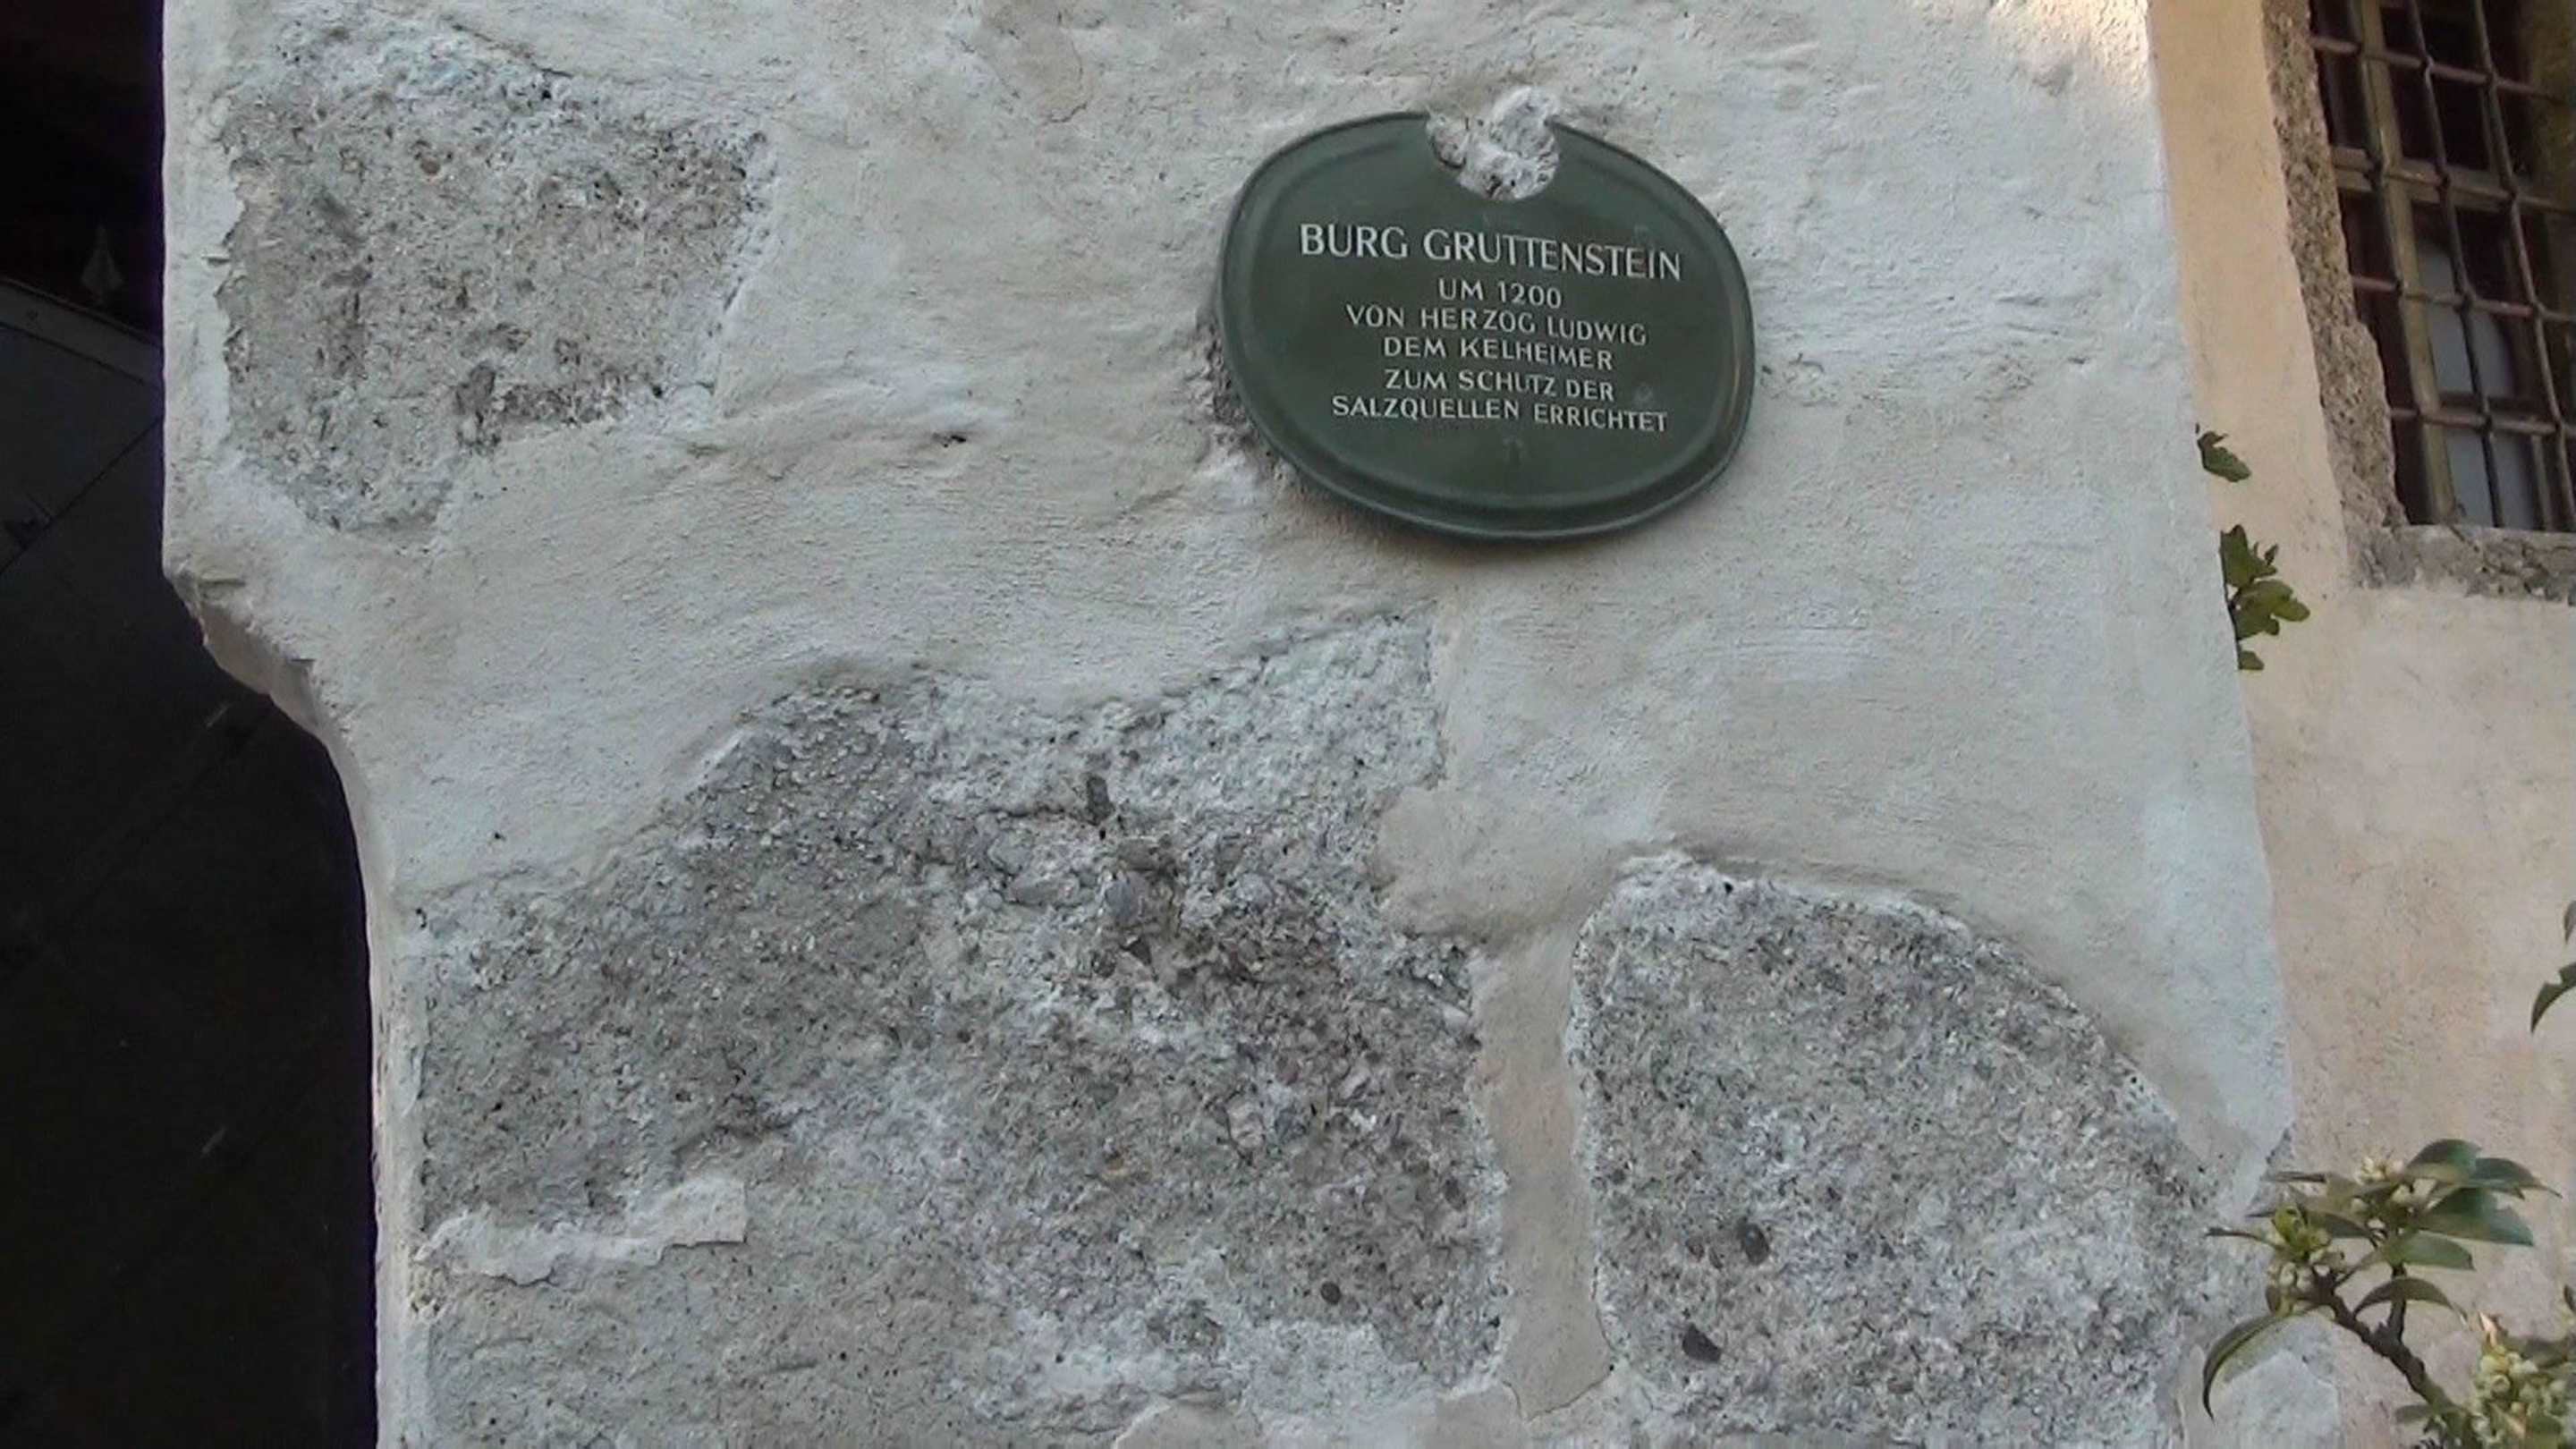 BURG GRUTTENSTEIN
UM 1200
VON HERZOG LUDWIG
DEM KELHEIMER
ZUM SCHUTZ DER
SALZQUELLEN ERRICHTET